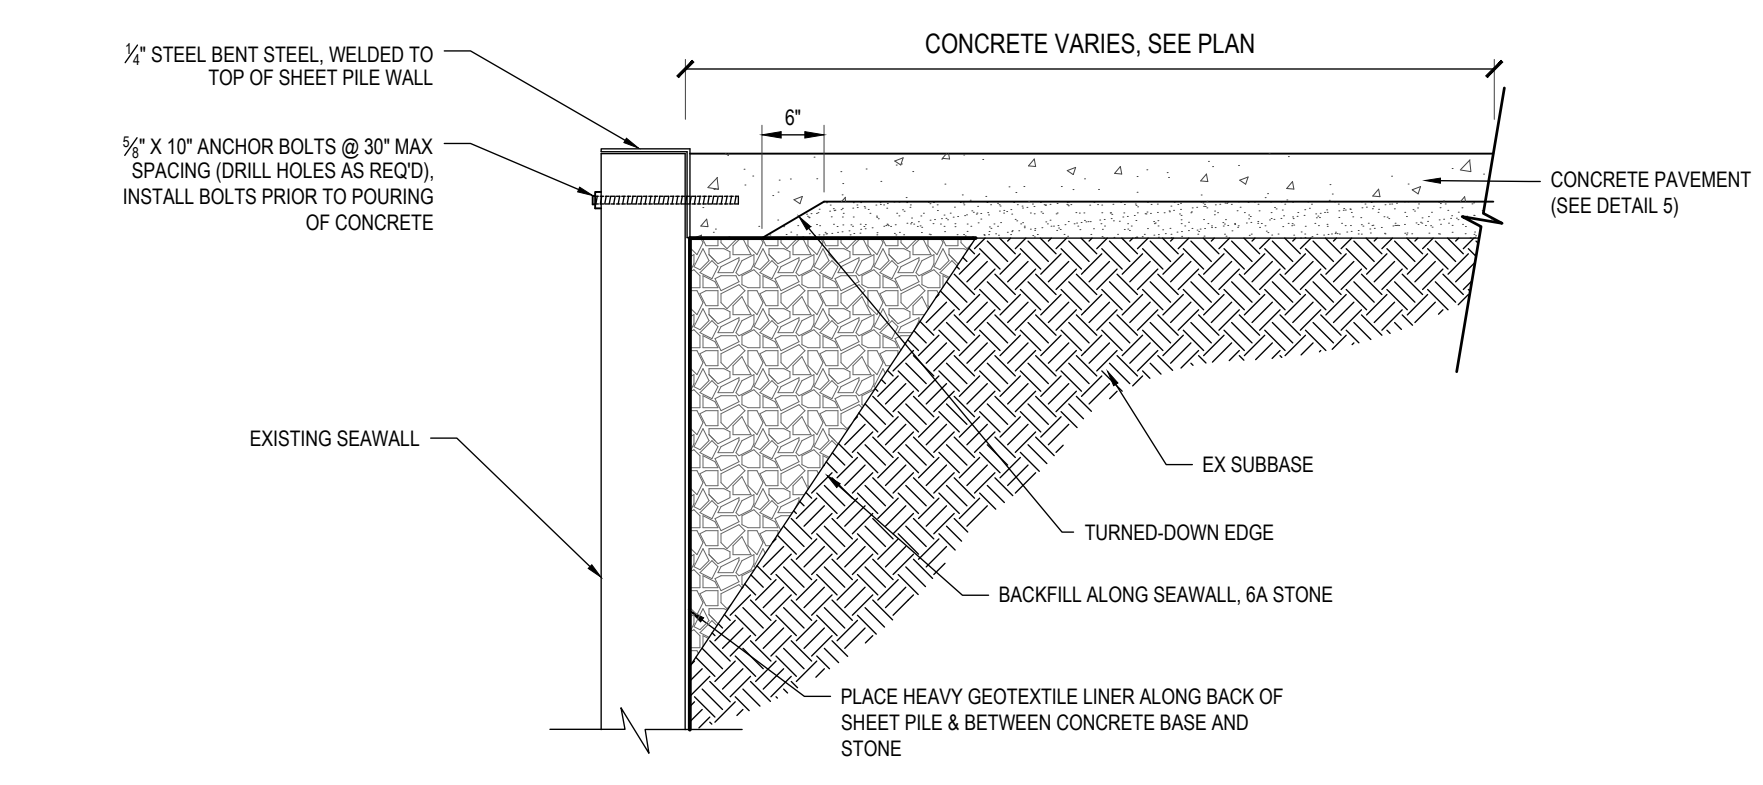 CONCRETE VARIES, SEE PLAN
¼" STEEL BENT STEEL, WELDED TO
TOP OF SHEET PILE WALL
6"
⅝" X 10" ANCHOR BOLTS @ 30" MAX
SPACING (DRILL HOLES AS REQ'D),
INSTALL BOLTS PRIOR TO POURING
OF CONCRETE
CONCRETE PAVEMENT
(SEE DETAIL 5)
EXISTING SEAWALL
EX SUBBASE
TURNED-DOWN EDGE
BACKFILL ALONG SEAWALL, 6A STONE
PLACE HEAVY GEOTEXTILE LINER ALONG BACK OF
SHEET PILE & BETWEEN CONCRETE BASE AND
STONE